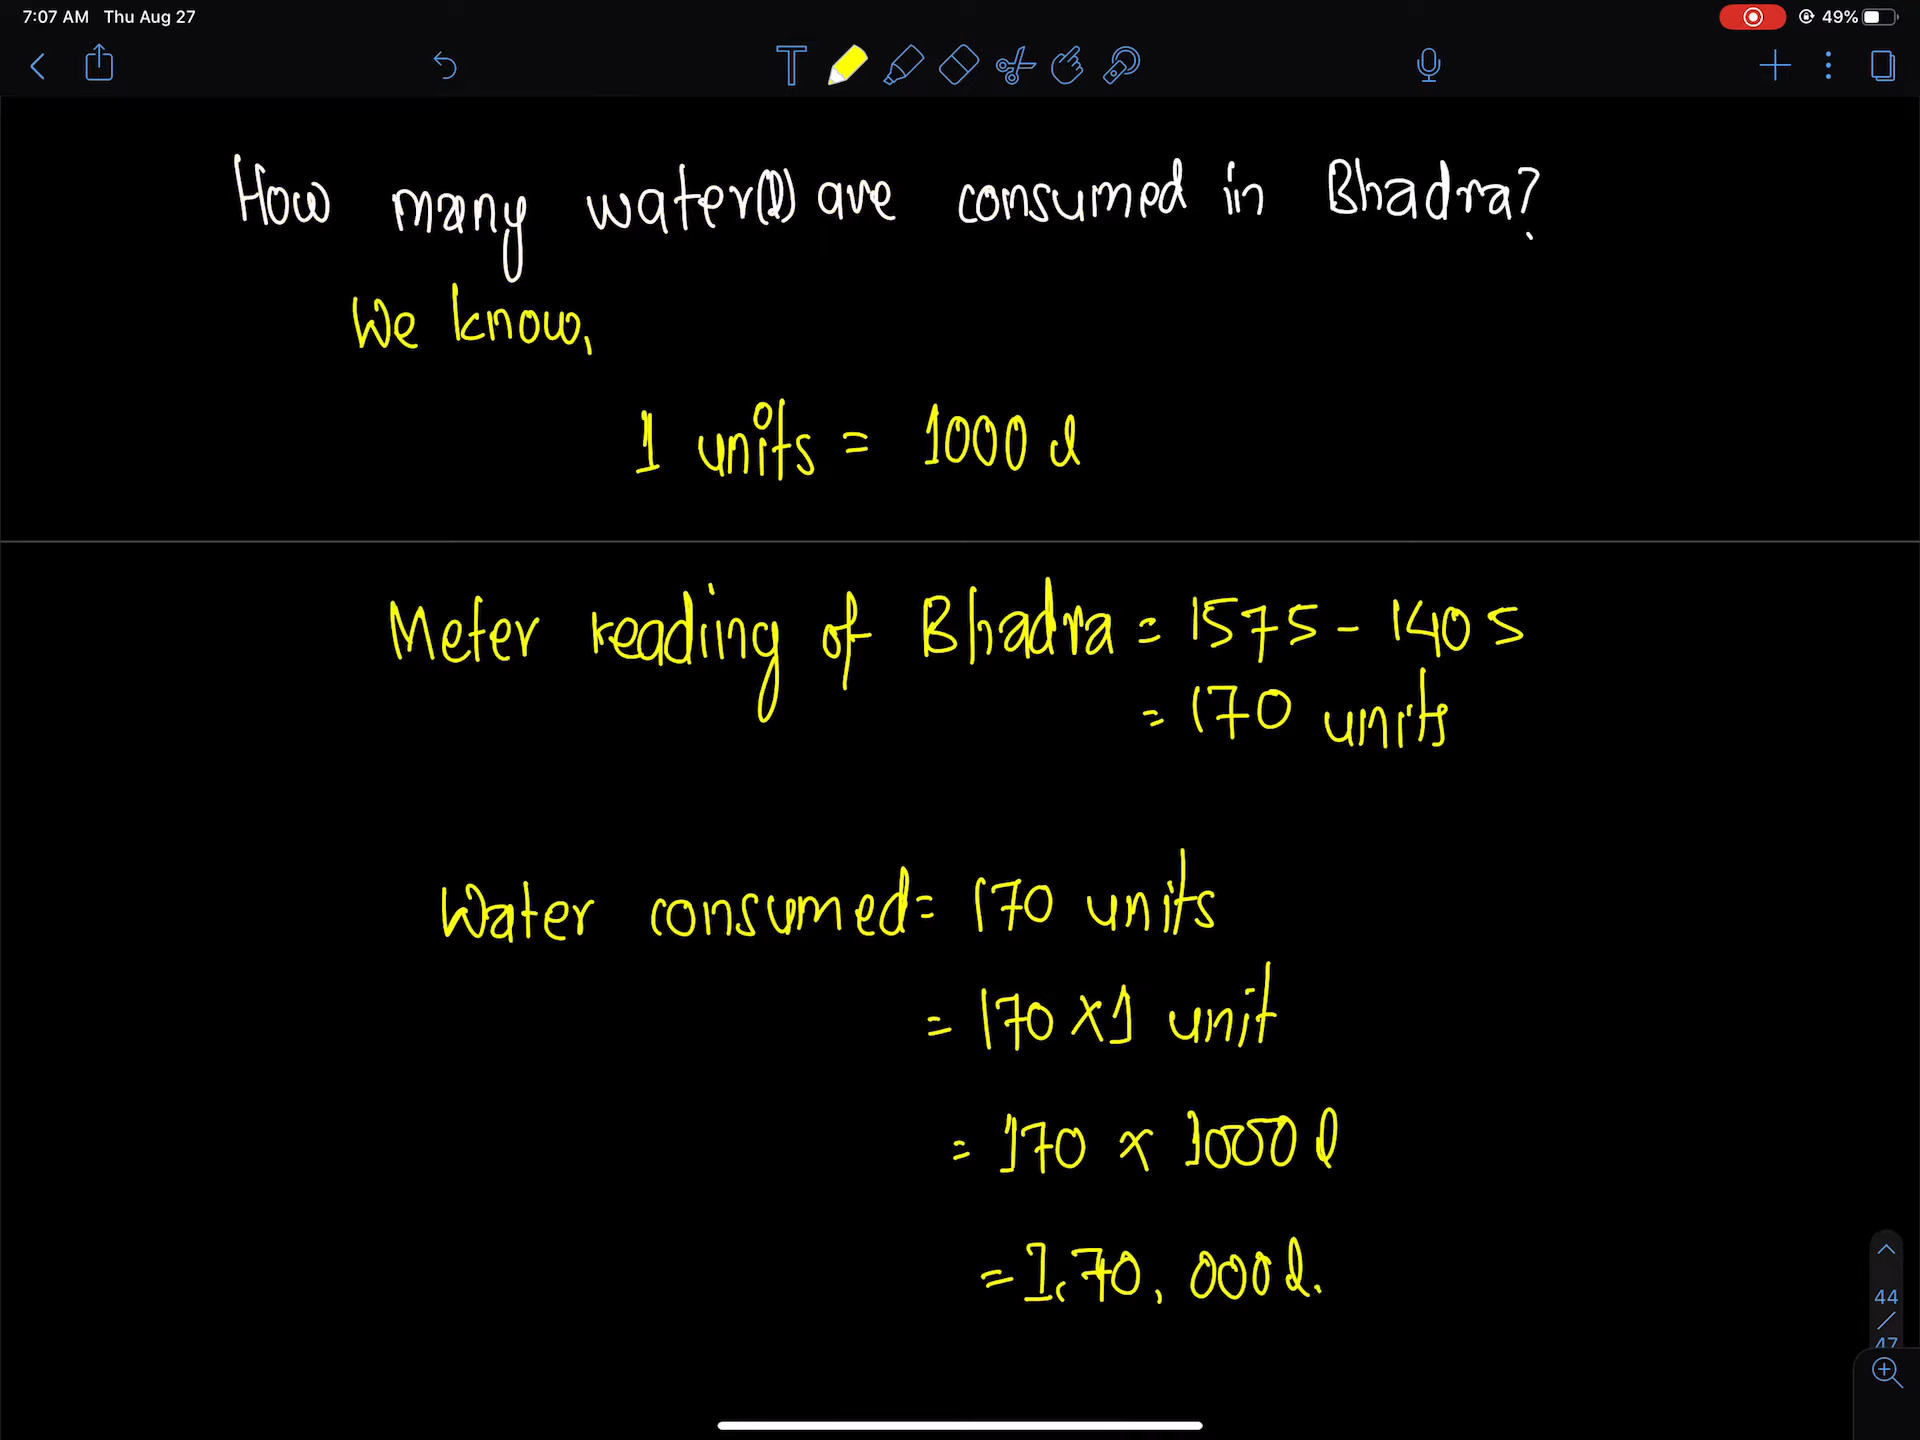 7:07 AM Thu Aug 27
49%
T
How many water(l) are consumed in Bhadra?
We know,
1 units = 1000 l
Meter reading of Bhadra = 1575 - 1405
= 170 units
Water consumed = 170 units
= 170 × 1 unit
= 170 × 1000 l
= 1,70,000 l.
44
/
47